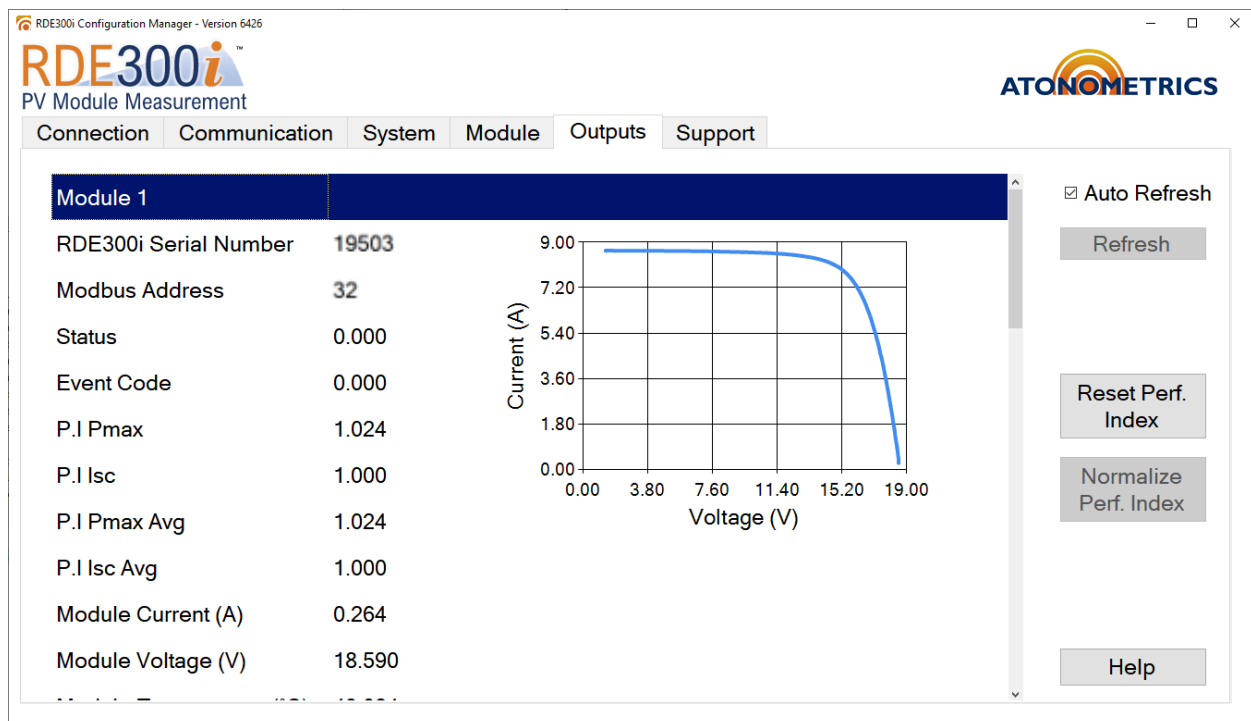 RDE300i Configuration Manager - Version 6426
RDE300i™
PV Module Measurement
ATONOMETRICS
Connection Communication System Module Outputs Support
Module 1
RDE300i Serial Number 19503
Modbus Address 32
Status 0.000
Event Code 0.000
P.I Pmax 1.024
P.I Isc 1.000
P.I Pmax Avg 1.024
P.I Isc Avg 1.000
Module Current (A) 0.264
Module Voltage (V) 18.590
Current (A)
9.00
7.20
5.40
3.60
1.80
0.00
0.00 3.80 7.60 11.40 15.20 19.00
Voltage (V)
Auto Refresh
Refresh
Reset Perf.
Index
Normalize
Perf. Index
Help